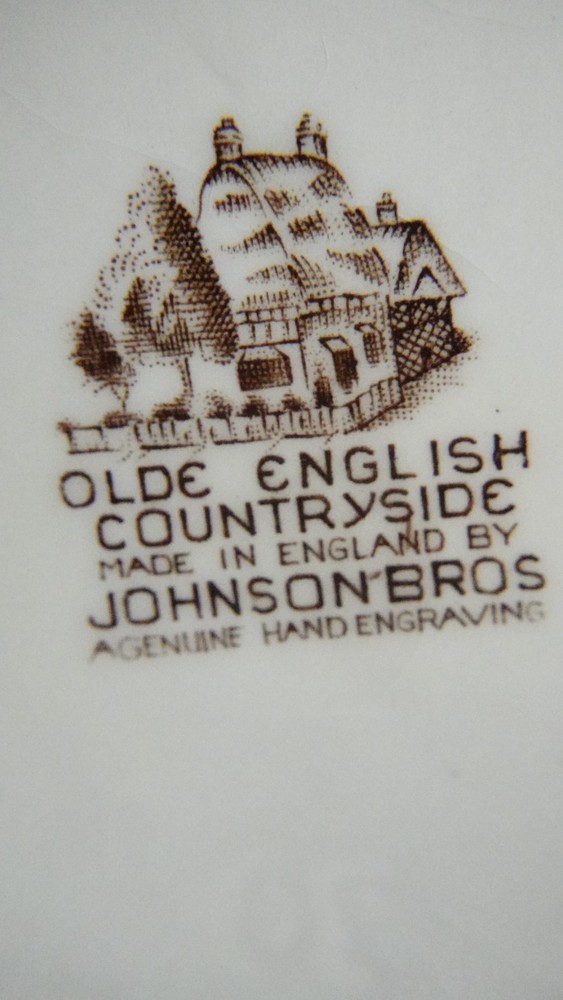 OLDE ENGLISH
COUNTRYSIDE
MADE IN ENGLAND BY
JOHNSON BROS
A GENUINE HAND ENGRAVING